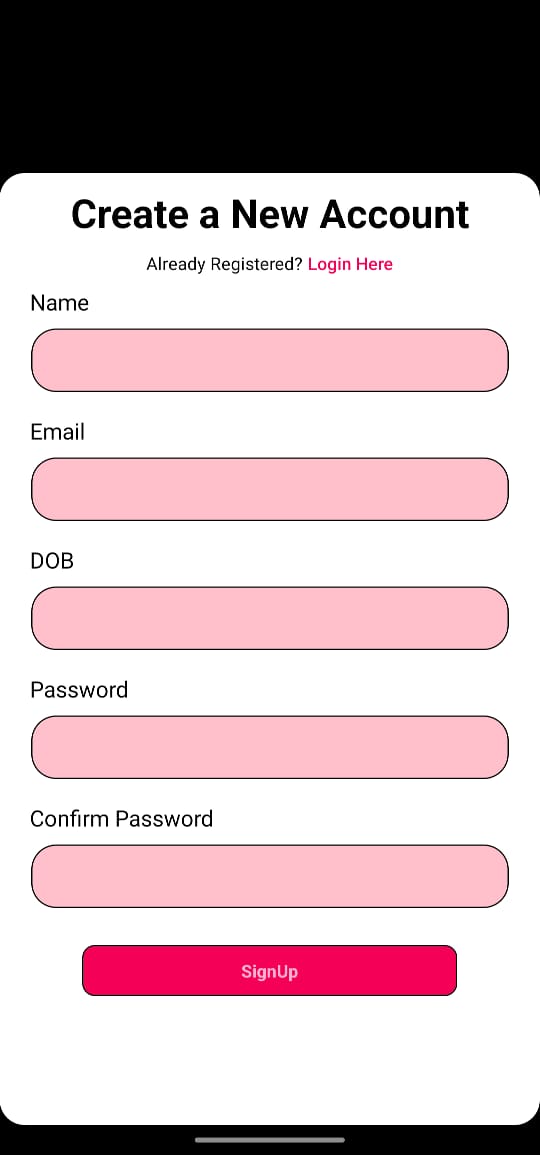 Create a New Account
Already Registered? Login Here
Name
Email
DOB
Password
Confirm Password
SignUp